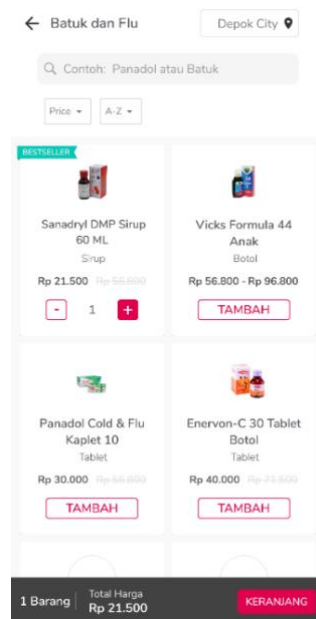 Batuk dan Flu
Depok City
Contoh: Panadol atau Batuk
Price
A-Z
BESTSELLER
Sanadryl DMP Sirup
60 ML
Sirup
Rp 21.500 Rp 56.800
- 1 +
Vicks Formula 44
Anak
Botol
Rp 56.800 - Rp 96.800
TAMBAH
Panadol Cold & Flu
Kaplet 10
Tablet
Rp 30.000
TAMBAH
Enervon-C 30 Tablet
Botol
Tablet
Rp 40.000 Rp 71.500
TAMBAH
1 Barang
Total Harga
Rp 21.500
KERANJANG